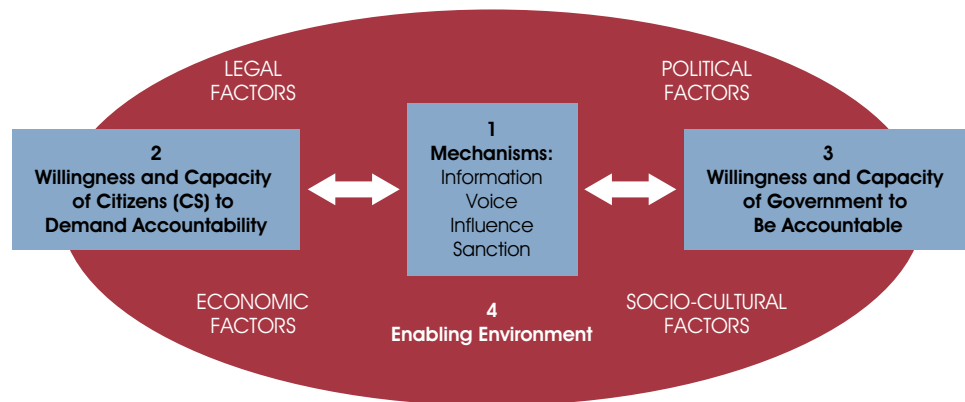 LEGAL
FACTORS
POLITICAL
FACTORS
2
Willingness and Capacity
of Citizens (CS) to
Demand Accountability
1
Mechanisms:
Information
Voice
Influence
Sanction
3
Willingness and Capacity
of Government to
Be Accountable
ECONOMIC
FACTORS
4
Enabling Environment
SOCIO-CULTURAL
FACTORS